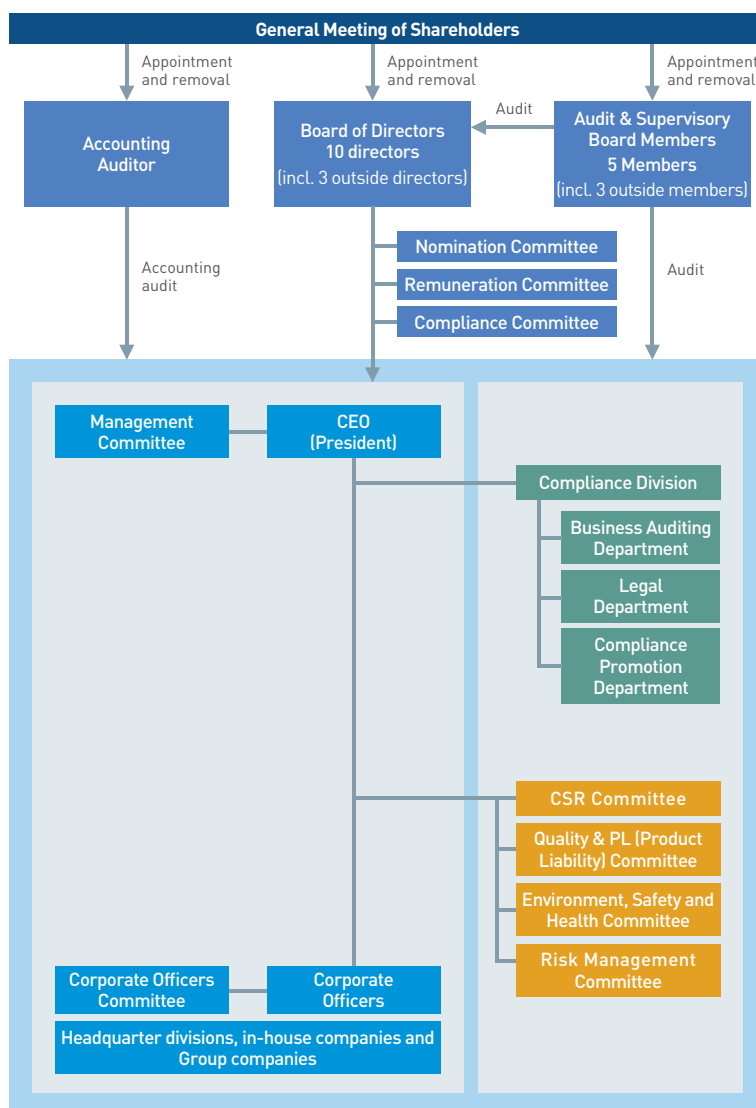 General Meeting of Shareholders
Appointment
and removal
Appointment
and removal
Appointment
and removal
Accounting
Auditor
Board of Directors
10 directors
(incl. 3 outside directors)
Audit
Audit & Supervisory
Board Members
5 Members
(incl. 3 outside members)
Accounting
audit
Nomination Committee
Remuneration Committee
Compliance Committee
Audit
Management
Committee
CEO
(President)
Compliance Division
Business Auditing
Department
Legal
Department
Compliance
Promotion
Department
CSR Committee
Quality & PL (Product
Liability) Committee
Environment, Safety and
Health Committee
Risk Management
Committee
Corporate Officers
Committee
Corporate
Officers
Headquarter divisions, in-house companies and
Group companies